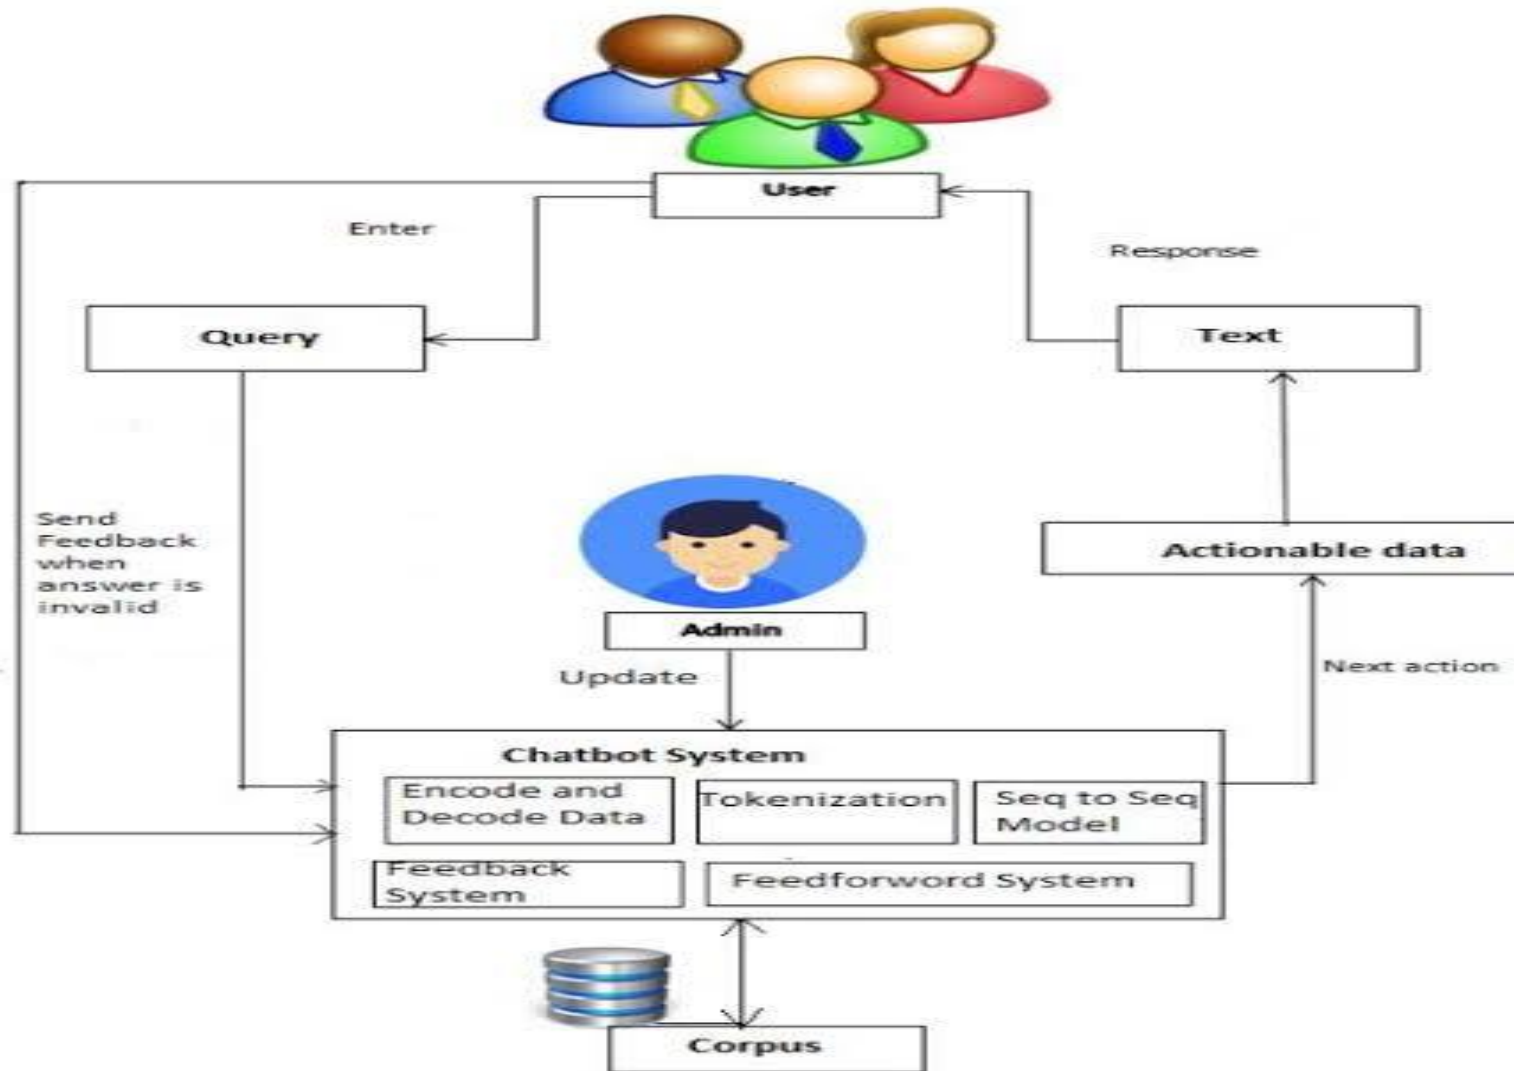 User
Enter
Response
Query
Text
Send
Feedback
when
answer is
invalid
Actionable data
Admin
Update
Next action
Chatbot System
Encode and
Decode Data
Tokenization
Seq to Seq
Model
Feedback
System
Feedforword System
Corpus